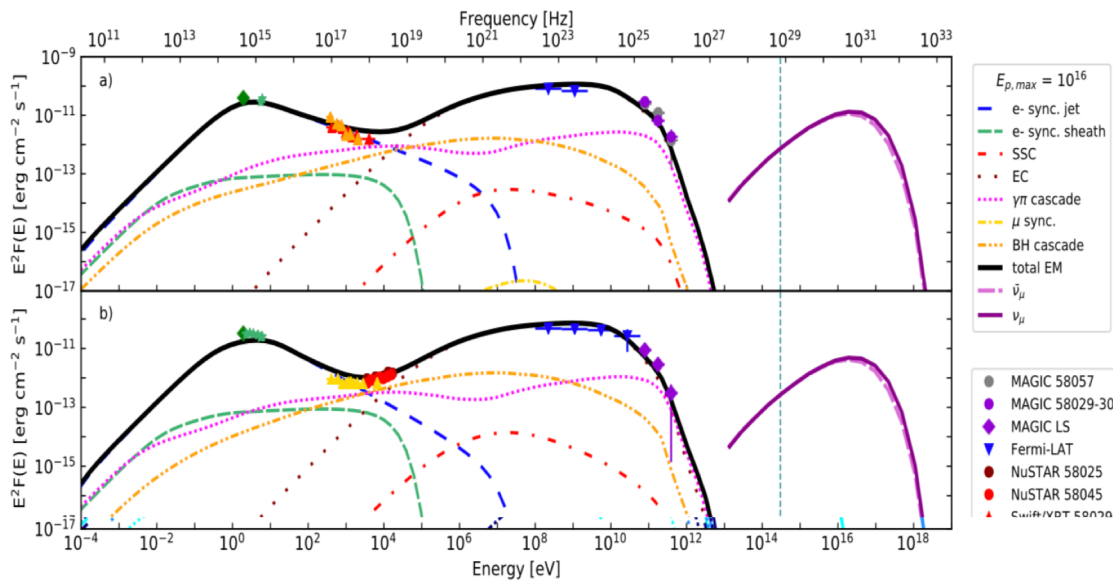 Frequency [Hz]
10^11 10^13 10^15 10^17 10^19 10^21 10^23 10^25 10^27 10^29 10^31 10^33
10^-9
a)
10^-11
10^-13
10^-15
10^-17
E^2F(E) [erg cm^-2 s^-1]
b)
10^-11
10^-13
10^-15
10^-17
E^2F(E) [erg cm^-2 s^-1]
10^-4 10^-2 10^0 10^2 10^4 10^6 10^8 10^10 10^12 10^14 10^16 10^18
Energy [eV]
E_p,max = 10^16
e- sync. jet
e- sync. sheath
SSC
EC
γπ cascade
μ sync.
BH cascade
total EM
ν̄_μ
ν_μ
MAGIC 58057
MAGIC 58029-30
MAGIC LS
Fermi-LAT
NuSTAR 58025
NuSTAR 58045
Swift/XRT 58029